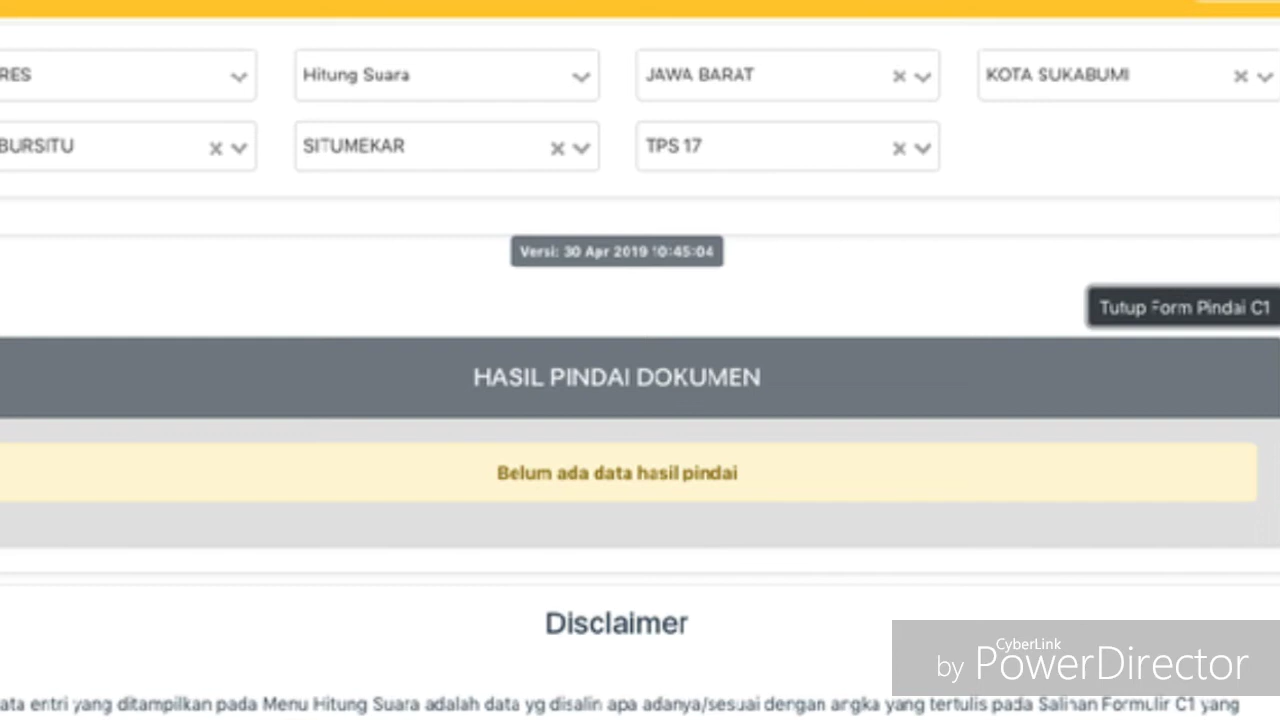 RES
Hitung Suara
JAWA BARAT
KOTA SUKABUMI
BURSITU
SITUMEKAR
TPS 17
Versi: 30 Apr 2019 10:45:04
Tutup Form Pindai C1
HASIL PINDAI DOKUMEN
Belum ada data hasil pindai
Disclaimer
CyberLink
by PowerDirector
ata entri yang ditampilkan pada Menu Hitung Suara adalah data yg disalin apa adanya/sesuai dengan angka yang tertulis pada Salinan Formulir C1 yang